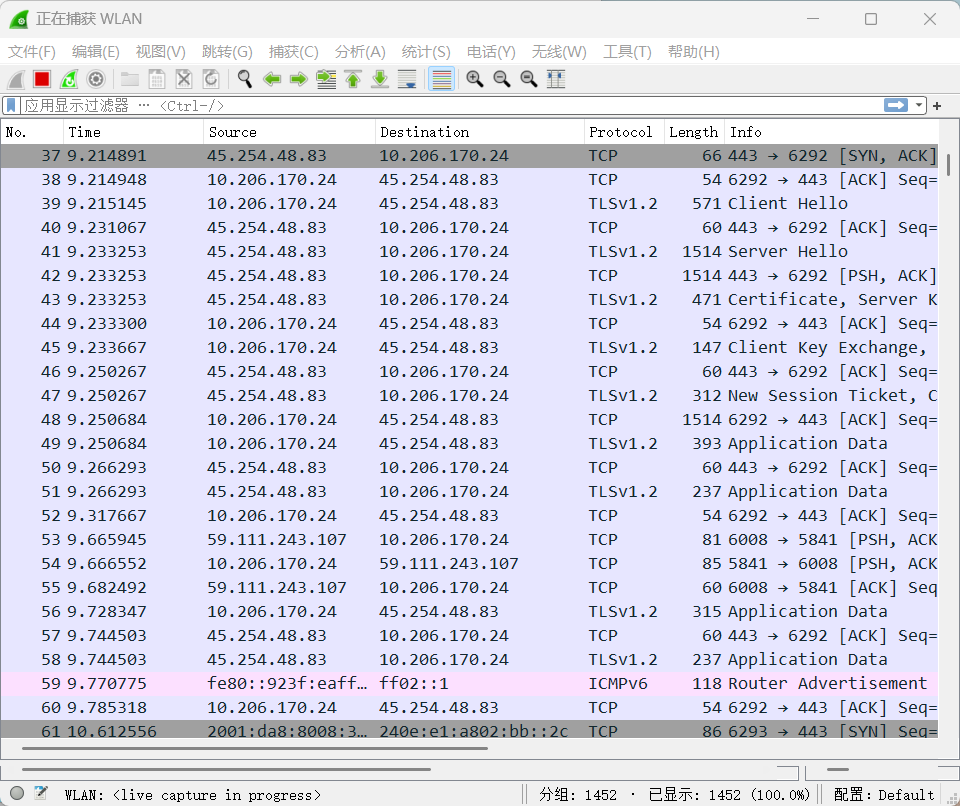 正在捕获 WLAN
文件(F) 编辑(E) 视图(V) 跳转(G) 捕获(C) 分析(A) 统计(S) 电话(Y) 无线(W) 工具(T) 帮助(H)
应用显示过滤器 … <Ctrl-/>
No. Time Source Destination Protocol Length Info
37 9.214891 45.254.48.83 10.206.170.24 TCP 66 443 → 6292 [SYN, ACK]
38 9.214948 10.206.170.24 45.254.48.83 TCP 54 6292 → 443 [ACK] Seq=
39 9.215145 10.206.170.24 45.254.48.83 TLSv1.2 571 Client Hello
40 9.231067 45.254.48.83 10.206.170.24 TCP 60 443 → 6292 [ACK] Seq=
41 9.233253 45.254.48.83 10.206.170.24 TLSv1.2 1514 Server Hello
42 9.233253 45.254.48.83 10.206.170.24 TCP 1514 443 → 6292 [PSH, ACK]
43 9.233253 45.254.48.83 10.206.170.24 TLSv1.2 471 Certificate, Server K
44 9.233300 10.206.170.24 45.254.48.83 TCP 54 6292 → 443 [ACK] Seq=
45 9.233667 10.206.170.24 45.254.48.83 TLSv1.2 147 Client Key Exchange,
46 9.250267 45.254.48.83 10.206.170.24 TCP 60 443 → 6292 [ACK] Seq=
47 9.250267 45.254.48.83 10.206.170.24 TLSv1.2 312 New Session Ticket, C
48 9.250684 10.206.170.24 45.254.48.83 TCP 1514 6292 → 443 [ACK] Seq=
49 9.250684 10.206.170.24 45.254.48.83 TLSv1.2 393 Application Data
50 9.266293 45.254.48.83 10.206.170.24 TCP 60 443 → 6292 [ACK] Seq=
51 9.266293 45.254.48.83 10.206.170.24 TLSv1.2 237 Application Data
52 9.317667 10.206.170.24 45.254.48.83 TCP 54 6292 → 443 [ACK] Seq=
53 9.665945 59.111.243.107 10.206.170.24 TCP 81 6008 → 5841 [PSH, ACK
54 9.666552 10.206.170.24 59.111.243.107 TCP 85 5841 → 6008 [PSH, ACK
55 9.682492 59.111.243.107 10.206.170.24 TCP 60 6008 → 5841 [ACK] Seq
56 9.728347 10.206.170.24 45.254.48.83 TLSv1.2 315 Application Data
57 9.744503 45.254.48.83 10.206.170.24 TCP 60 443 → 6292 [ACK] Seq=
58 9.744503 45.254.48.83 10.206.170.24 TLSv1.2 237 Application Data
59 9.770775 fe80::923f:eaff… ff02::1 ICMPv6 118 Router Advertisement
60 9.785318 10.206.170.24 45.254.48.83 TCP 54 6292 → 443 [ACK] Seq=
61 10.612556 2001:da8:8008:3… 240e:e1:a802:bb::2c TCP 86 6293 → 443 [SYN] Seq=
WLAN: <live capture in progress> 分组: 1452 · 已显示: 1452 (100.0%) 配置: Default